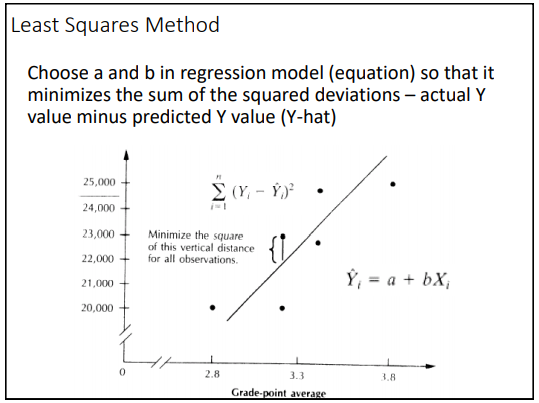 Least Squares Method
Choose a and b in regression model (equation) so that it
minimizes the sum of the squared deviations – actual Y
value minus predicted Y value (Y-hat)
25,000
24,000
23,000
22,000
21,000
20,000
n
∑ (Yᵢ − Ŷᵢ)²
i=1
Minimize the square
of this vertical distance
for all observations.
Ŷᵢ = a + bXᵢ
0
2.8
3.3
3.8
Grade-point average